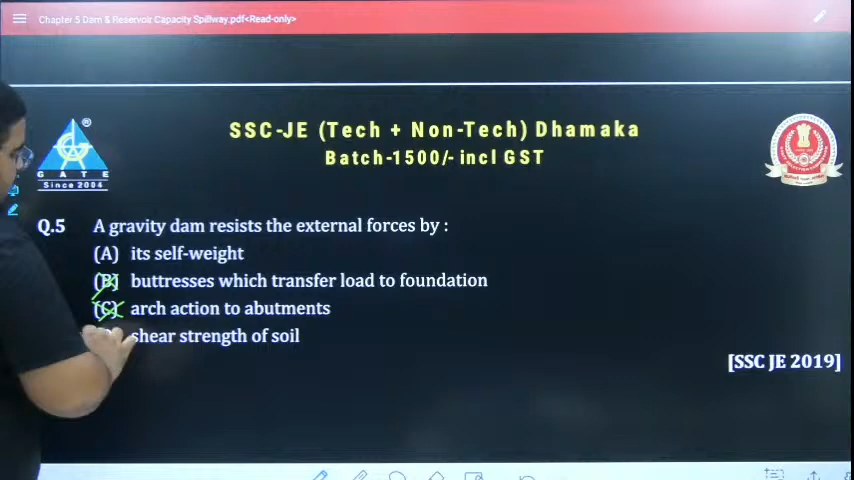 Chapter 5 Dam & Reservoir Capacity Spillway.pdf<Read-only>
SSC-JE (Tech + Non-Tech) Dhamaka
Batch-1500/- incl GST
®
GATE
Since 2004
Q.5 A gravity dam resists the external forces by :
(A) its self-weight
(B) buttresses which transfer load to foundation
(C) arch action to abutments
shear strength of soil
[SSC JE 2019]